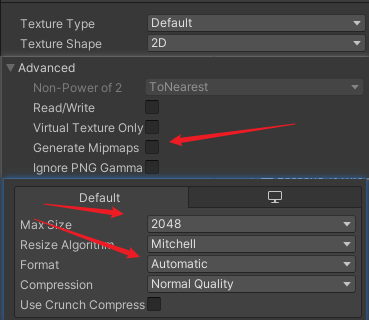 Texture Type Default
Texture Shape 2D
Advanced
Non-Power of 2 ToNearest
Read/Write
Virtual Texture Only
Generate Mipmaps
Ignore PNG Gamma
Default
Max Size 2048
Resize Algorithm Mitchell
Format Automatic
Compression Normal Quality
Use Crunch Compress